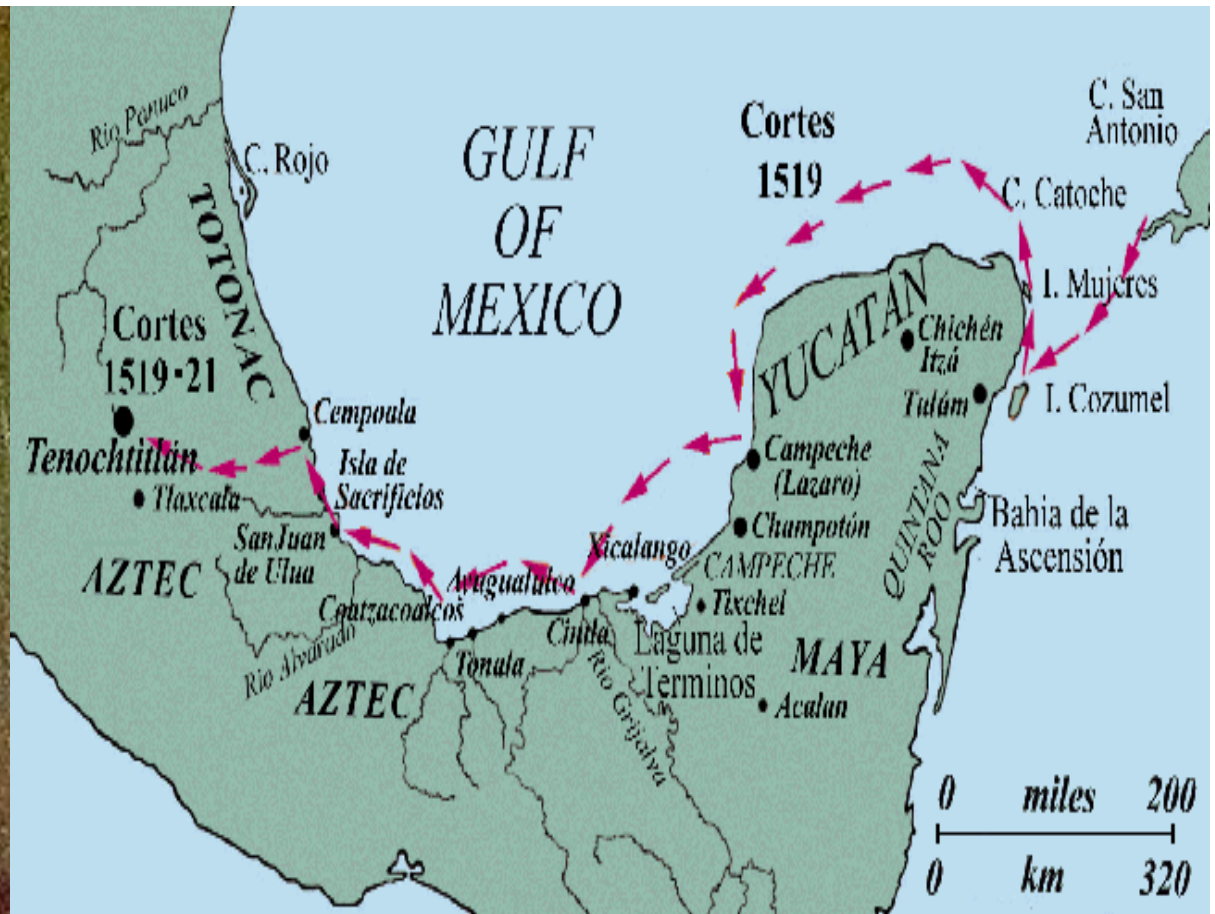 Rio Panuco
C. Rojo
TOTONAC
GULF
OF
MEXICO
Cortes
1519
C. San
Antonio
C. Catoche
I. Mujeres
I. Cozumel
YUCATAN
Chichén
Itzá
Tulúm
QUINTANA
ROO
Bahia de la
Ascensión
Cortes
1519-21
Tenochtitlán
Tlaxcala
Cempoala
Isla de
Sacrificios
San Juan
de Ulua
AZTEC
Rio Alvarado
Coatzacoalcos
AZTEC
Tonala
Cintla
Rio Grijalva
Xicalango
Campeche
(Lazaro)
Champotón
CAMPECHE
Tixchel
Laguna de
Terminos
MAYA
Acalan
0 miles 200
0 km 320